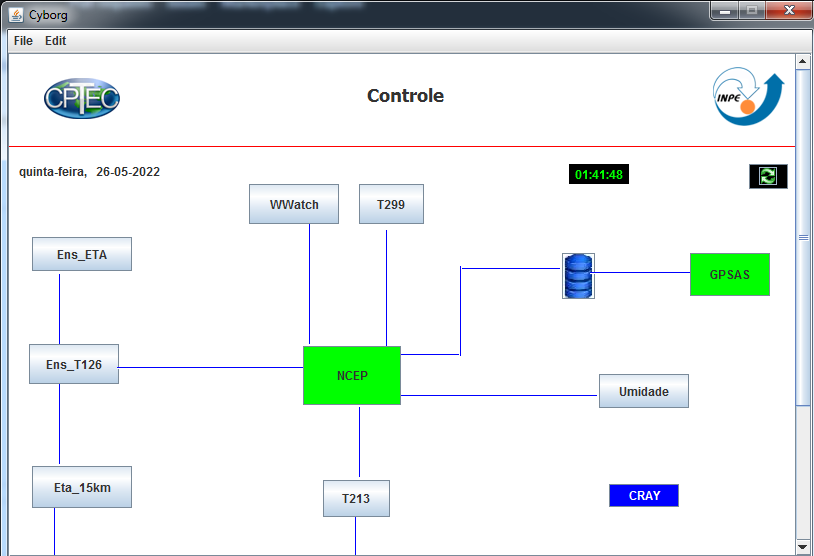 Cyborg
File Edit
CPTEC
Controle
INPE
quinta-feira, 26-05-2022
01:41:48
WWatch
T299
Ens_ETA
GPSAS
Ens_T126
NCEP
Umidade
Eta_15km
T213
CRAY